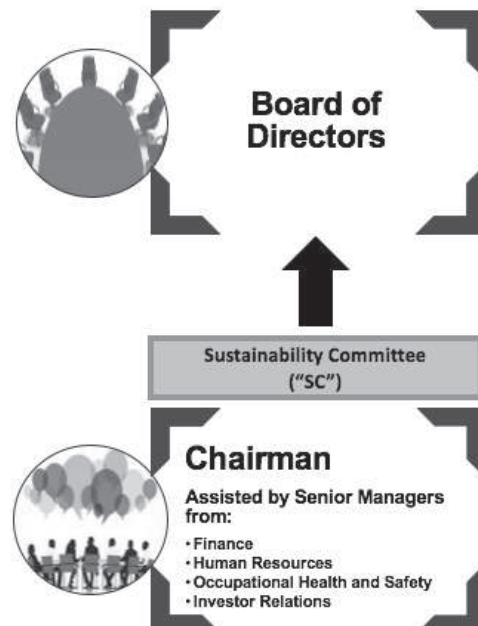 Board of
Directors
Sustainability Committee
("SC")
Chairman
Assisted by Senior Managers
from:
• Finance
• Human Resources
• Occupational Health and Safety
• Investor Relations